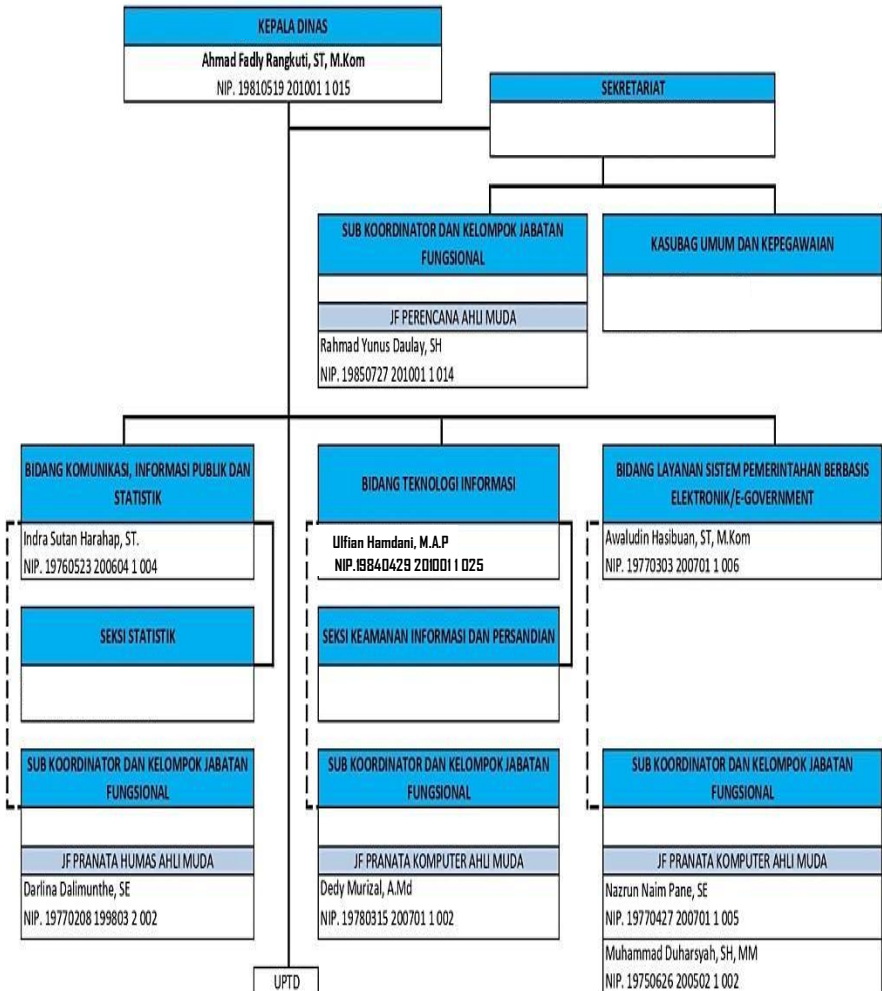 KEPALA DINAS
Ahmad Fadly Rangkuti, ST, M.Kom
NIP. 19810519 201001 1 015
SEKRETARIAT
SUB KOORDINATOR DAN KELOMPOK JABATAN
FUNGSIONAL
JF PERENCANA AHLI MUDA
Rahmad Yunus Daulay, SH
NIP. 19850727 201001 1 014
KASUBAG UMUM DAN KEPEGAWAIAN
BIDANG KOMUNIKASI, INFORMASI PUBLIK DAN
STATISTIK
Indra Sutan Harahap, ST.
NIP. 19760523 200604 1 004
SEKSI STATISTIK
SUB KOORDINATOR DAN KELOMPOK JABATAN
FUNGSIONAL
JF PRANATA HUMAS AHLI MUDA
Darlina Dalimunthe, SE
NIP. 19770208 199803 2 002
BIDANG TEKNOLOGI INFORMASI
Ulfian Hamdani, M.A.P
NIP.19840429 201001 1 025
SEKSI KEAMANAN INFORMASI DAN PERSANDIAN
SUB KOORDINATOR DAN KELOMPOK JABATAN
FUNGSIONAL
JF PRANATA KOMPUTER AHLI MUDA
Dedy Murizal, A.Md
NIP. 19780315 200701 1 002
BIDANG LAYANAN SISTEM PEMERINTAHAN BERBASIS
ELEKTRONIK/E-GOVERNMENT
Awaludin Hasibuan, ST, M.Kom
NIP. 19770303 200701 1 006
SUB KOORDINATOR DAN KELOMPOK JABATAN
FUNGSIONAL
JF PRANATA KOMPUTER AHLI MUDA
Nazrun Naim Pane, SE
NIP. 19770427 200701 1 005
Muhammad Duharsyah, SH, MM
NIP. 19750626 200502 1 002
UPTD